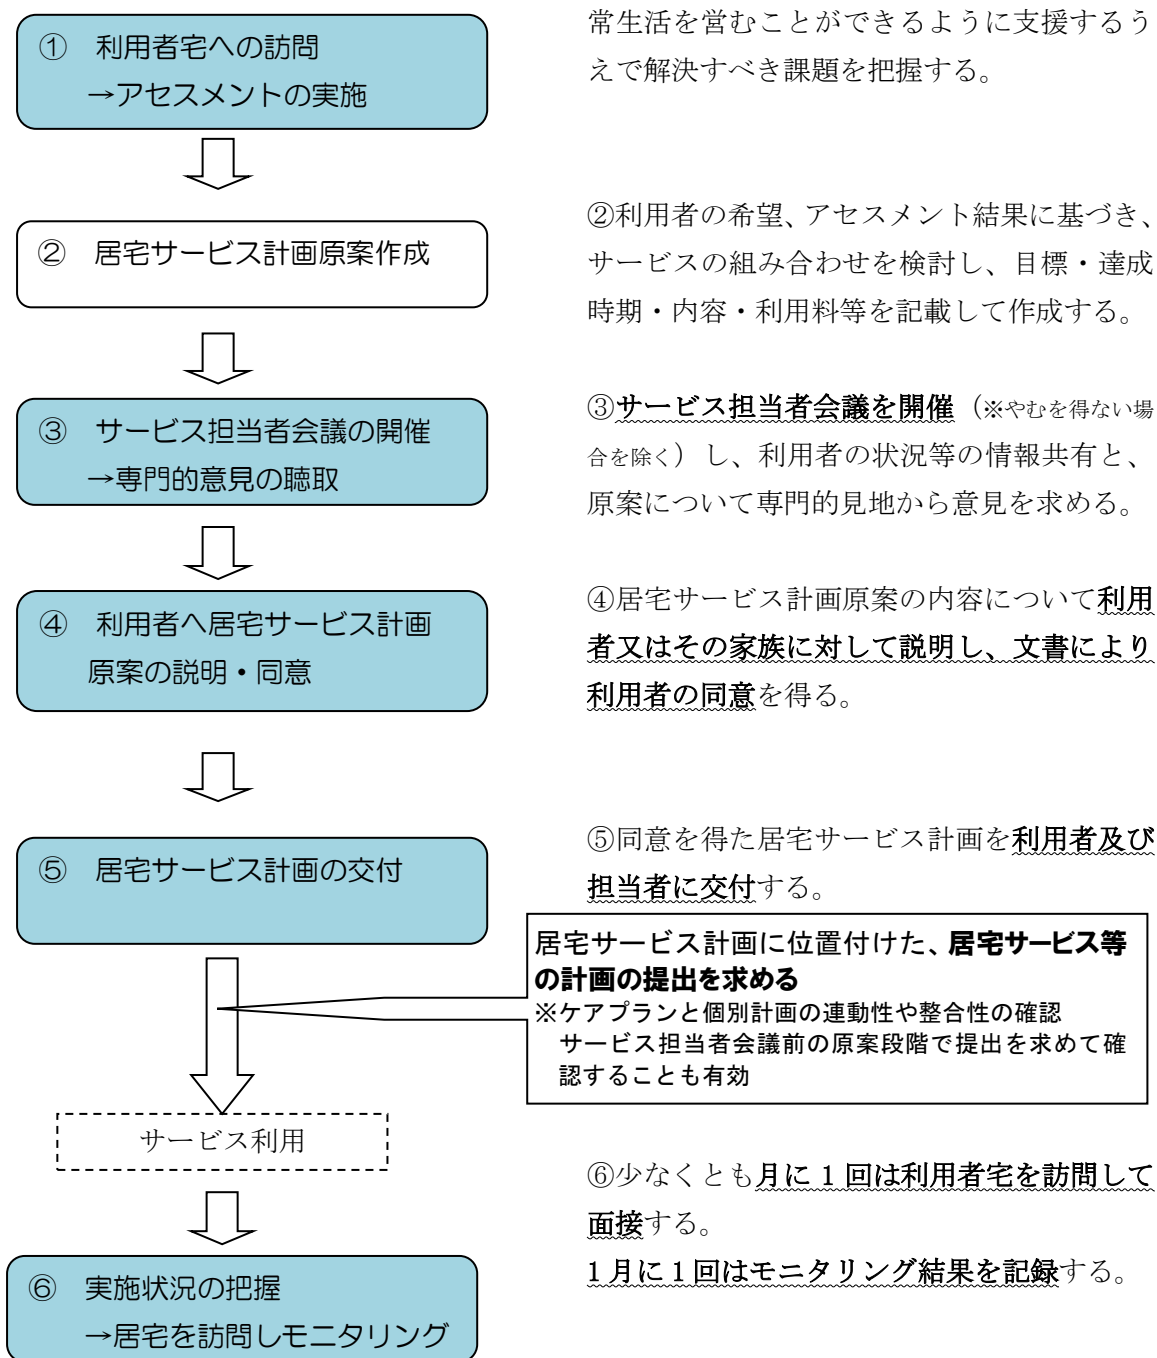 ① 利用者宅への訪問
→アセスメントの実施
常生活を営むことができるように支援するう
えで解決すべき課題を把握する。
② 居宅サービス計画原案作成
②利用者の希望、アセスメント結果に基づき、
サービスの組み合わせを検討し、目標・達成
時期・内容・利用料等を記載して作成する。
③ サービス担当者会議の開催
→専門的意見の聴取
③サービス担当者会議を開催（※やむを得ない場
合を除く）し、利用者の状況等の情報共有と、
原案について専門的見地から意見を求める。
④ 利用者へ居宅サービス計画
原案の説明・同意
④居宅サービス計画原案の内容について利用
者又はその家族に対して説明し、文書により
利用者の同意を得る。
⑤ 居宅サービス計画の交付
⑤同意を得た居宅サービス計画を利用者及び
担当者に交付する。
居宅サービス計画に位置付けた、居宅サービス等
の計画の提出を求める
※ケアプランと個別計画の連動性や整合性の確認
サービス担当者会議前の原案段階で提出を求めて確
認することも有効
サービス利用
⑥少なくとも月に 1 回は利用者宅を訪問して
面接する。
1 月に 1 回はモニタリング結果を記録する。
⑥ 実施状況の把握
→居宅を訪問しモニタリング